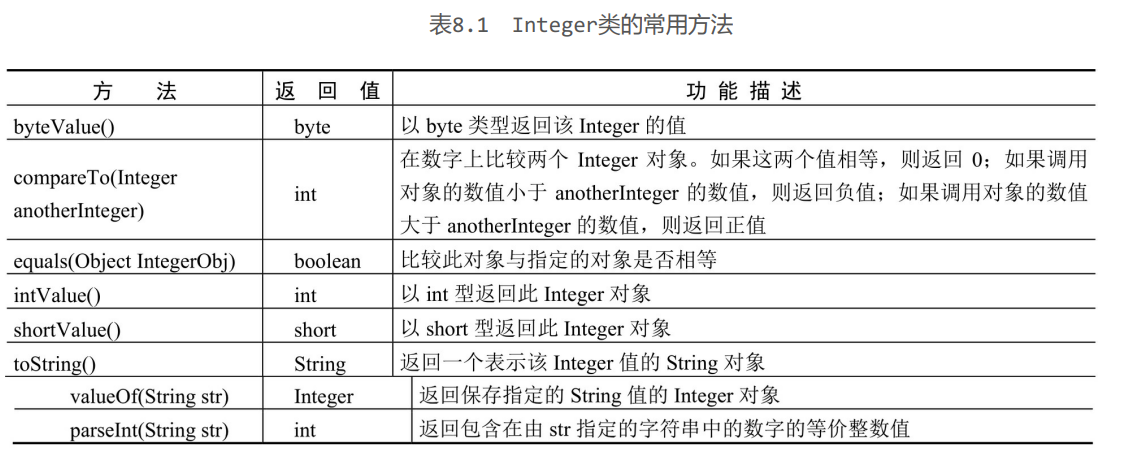 表8.1 Integer类的常用方法
方 法 返 回 值 功 能 描 述
byteValue() byte 以 byte 类型返回该 Integer 的值
compareTo(Integer anotherInteger) int 在数字上比较两个 Integer 对象。如果这两个值相等，则返回 0；如果调用
对象的数值小于 anotherInteger 的数值，则返回负值；如果调用对象的数值
大于 anotherInteger 的数值，则返回正值
equals(Object IntegerObj) boolean 比较此对象与指定的对象是否相等
intValue() int 以 int 型返回此 Integer 对象
shortValue() short 以 short 型返回此 Integer 对象
toString() String 返回一个表示该 Integer 值的 String 对象
valueOf(String str) Integer 返回保存指定的 String 值的 Integer 对象
parseInt(String str) int 返回包含在由 str 指定的字符串中的数字的等价整数值